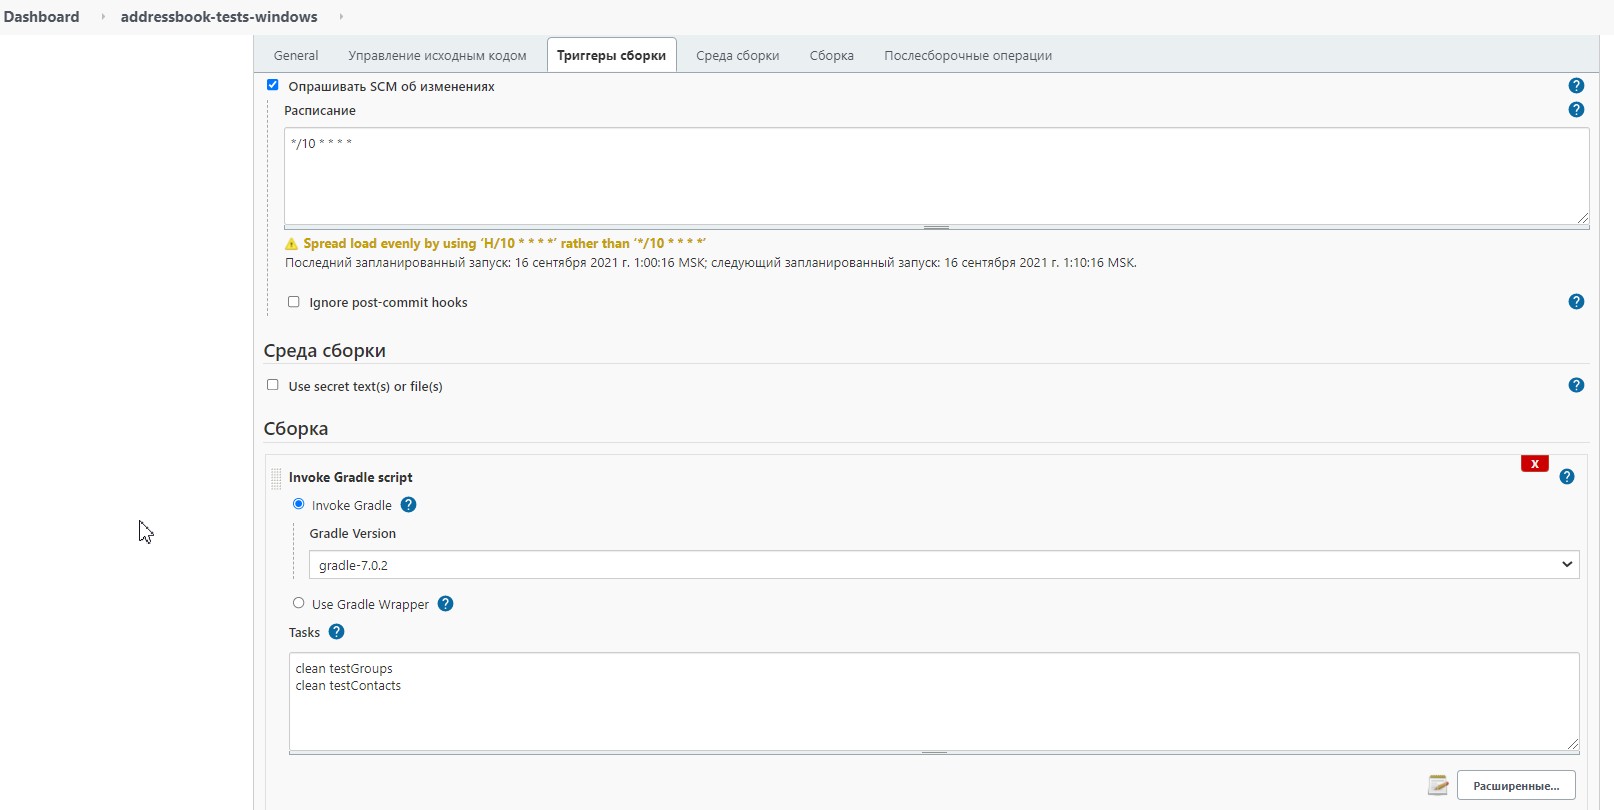 Dashboard addressbook-tests-windows
General Управление исходным кодом Триггеры сборки Среда сборки Сборка Послесборочные операции
Опрашивать SCM об изменениях ?
Расписание ?
*/10 * * * *
Spread load evenly by using ‘H/10 * * * *’ rather than ‘*/10 * * * *’
Последний запланированный запуск: 16 сентября 2021 г. 1:00:16 MSK; следующий запланированный запуск: 16 сентября 2021 г. 1:10:16 MSK.
Ignore post-commit hooks ?
Среда сборки
Use secret text(s) or file(s) ?
Сборка
X
Invoke Gradle script ?
Invoke Gradle ?
Gradle Version
gradle-7.0.2
Use Gradle Wrapper ?
Tasks ?
clean testGroups
clean testContacts
Расширенные...